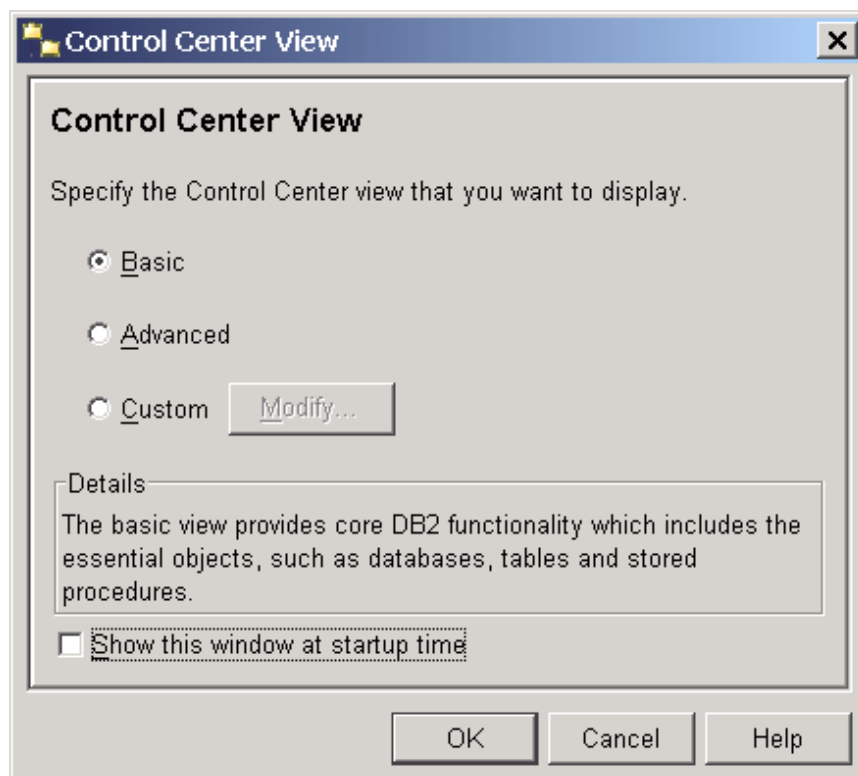 Control Center View
Control Center View
Specify the Control Center view that you want to display.
Basic
Advanced
Custom Modify...
Details
The basic view provides core DB2 functionality which includes the
essential objects, such as databases, tables and stored
procedures.
Show this window at startup time
OK Cancel Help